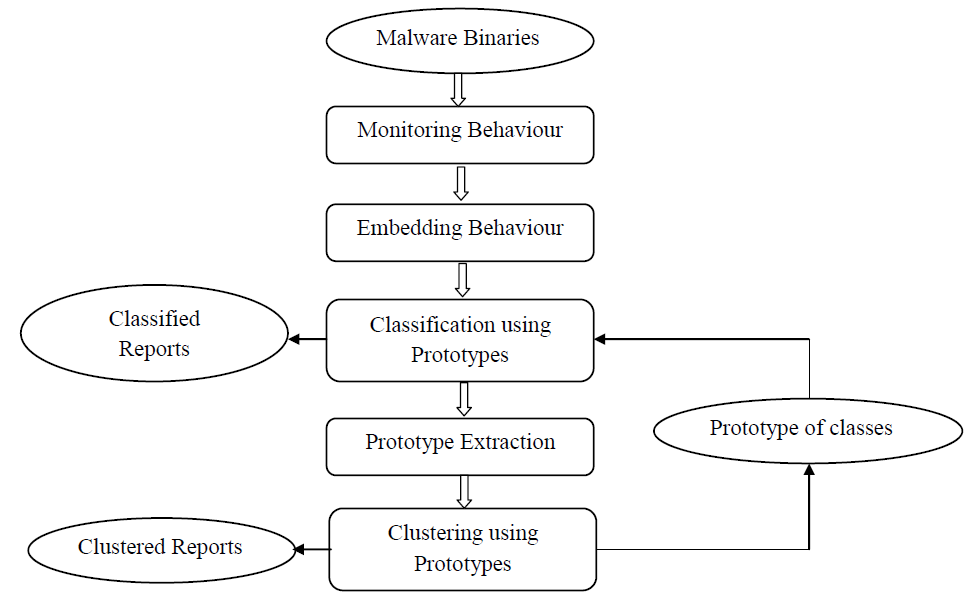 Malware Binaries
Monitoring Behaviour
Embedding Behaviour
Classified
Reports
Classification using
Prototypes
Prototype Extraction
Prototype of classes
Clustered Reports
Clustering using
Prototypes